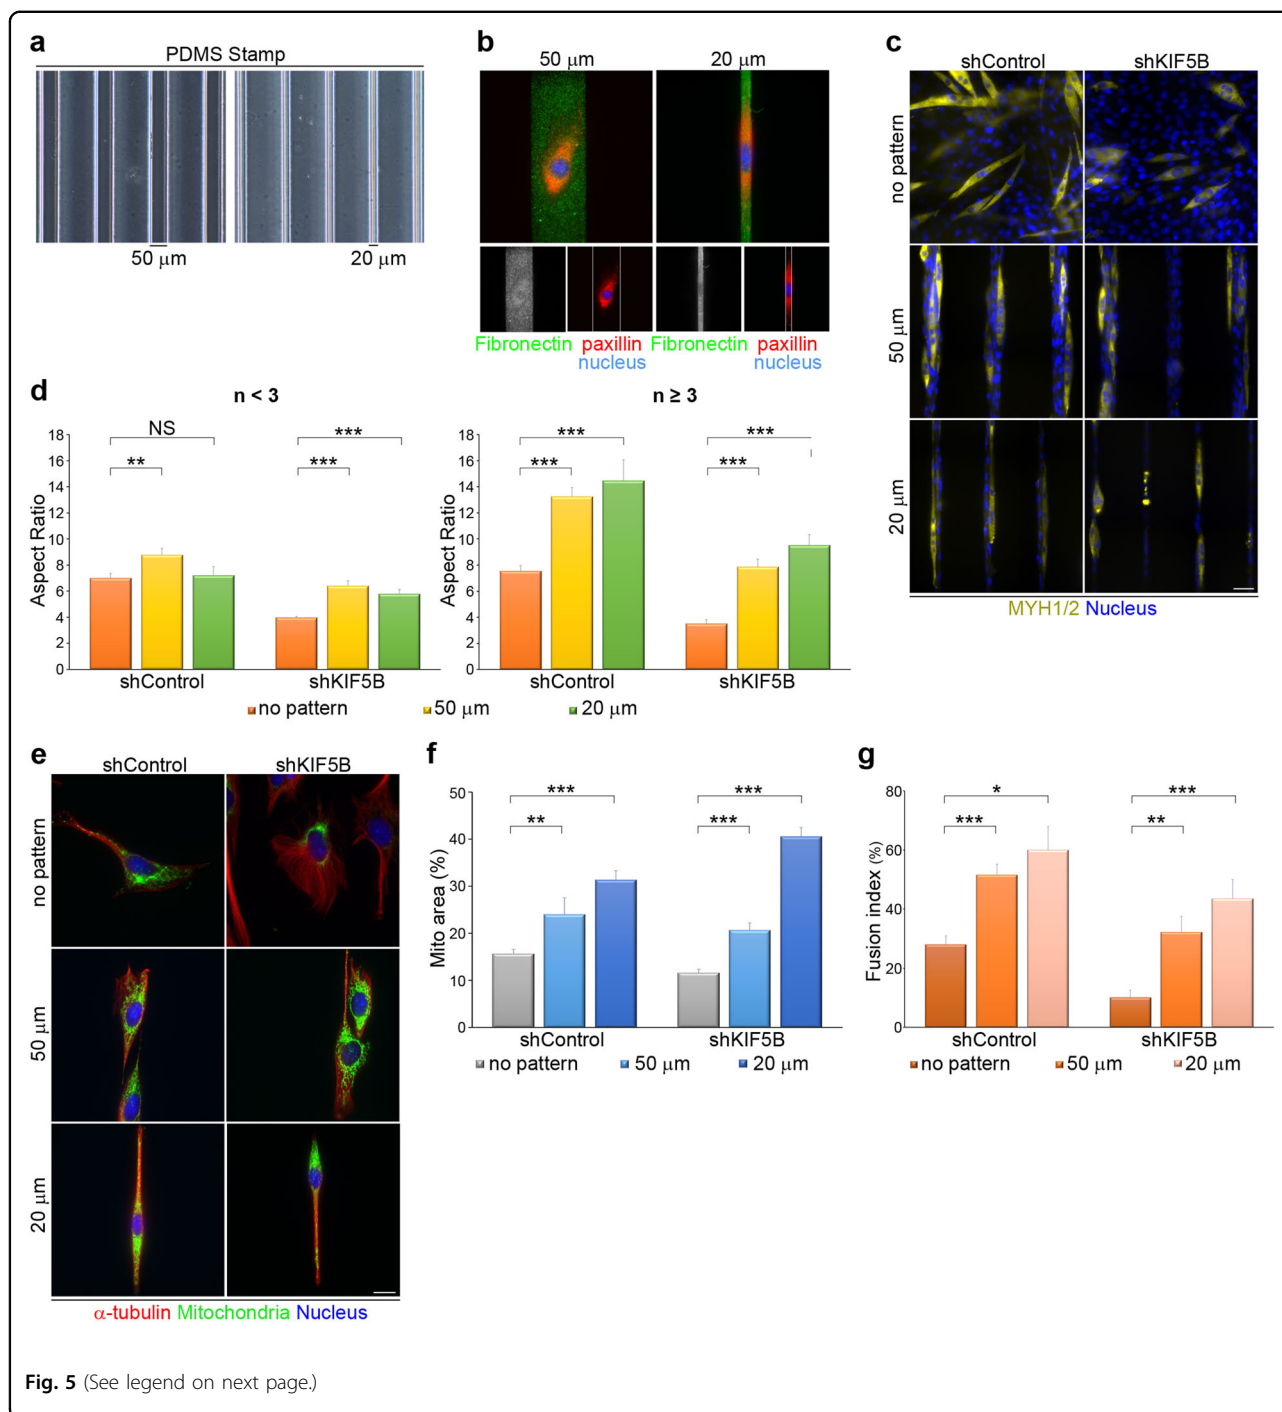 a
PDMS Stamp
50 μm
20 μm
b
50 μm
20 μm
Fibronectin
paxillin
nucleus
Fibronectin
paxillin
nucleus
c
shControl
shKIF5B
no pattern
50 μm
20 μm
MYH1/2 Nucleus
d
n < 3
Aspect Ratio
18
16
14
12
10
8
6
4
2
0
NS
**
***
***
shControl
shKIF5B
n ≥ 3
Aspect Ratio
18
16
14
12
10
8
6
4
2
0
***
***
***
***
shControl
shKIF5B
no pattern
50 μm
20 μm
e
shControl
shKIF5B
no pattern
50 μm
20 μm
α-tubulin Mitochondria Nucleus
f
Mito area (%)
50
40
30
20
10
0
***
**
***
***
shControl
shKIF5B
no pattern
50 μm
20 μm
g
Fusion index (%)
80
60
40
20
0
*
***
***
**
shControl
shKIF5B
no pattern
50 μm
20 μm
Fig. 5 (See legend on next page.)